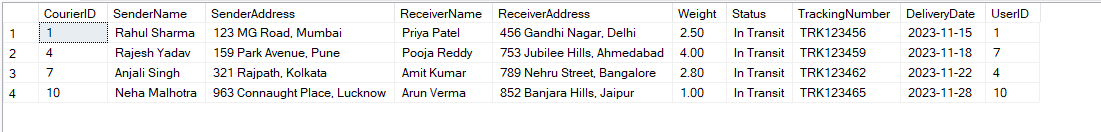 CourierID SenderName SenderAddress ReceiverName ReceiverAddress Weight Status TrackingNumber DeliveryDate UserID
1 1 Rahul Sharma 123 MG Road, Mumbai Priya Patel 456 Gandhi Nagar, Delhi 2.50 In Transit TRK123456 2023-11-15 1
2 4 Rajesh Yadav 159 Park Avenue, Pune Pooja Reddy 753 Jubilee Hills, Ahmedabad 4.00 In Transit TRK123459 2023-11-18 7
3 7 Anjali Singh 321 Rajpath, Kolkata Amit Kumar 789 Nehru Street, Bangalore 2.80 In Transit TRK123462 2023-11-22 4
4 10 Neha Malhotra 963 Connaught Place, Lucknow Arun Verma 852 Banjara Hills, Jaipur 1.00 In Transit TRK123465 2023-11-28 10